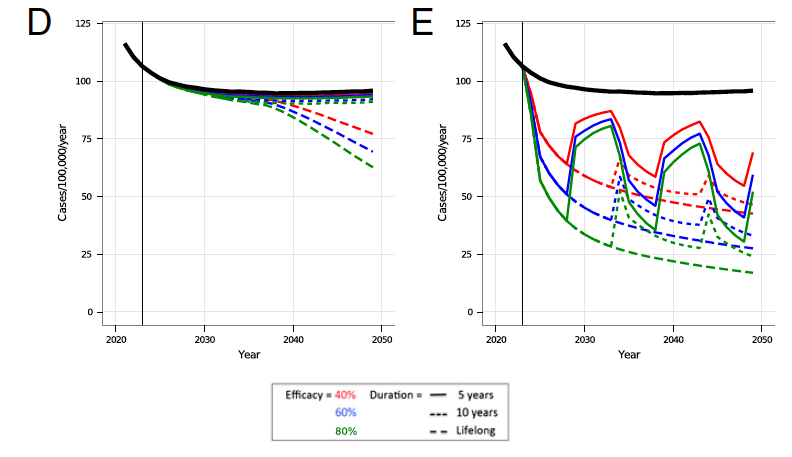 D
125
100
75
50
25
0
Cases/100,000/year
2020 2030 2040 2050
Year
E
125
100
75
50
25
0
Cases/100,000/year
2020 2030 2040 2050
Year
Efficacy = 40% Duration = 5 years
60% 10 years
80% Lifelong